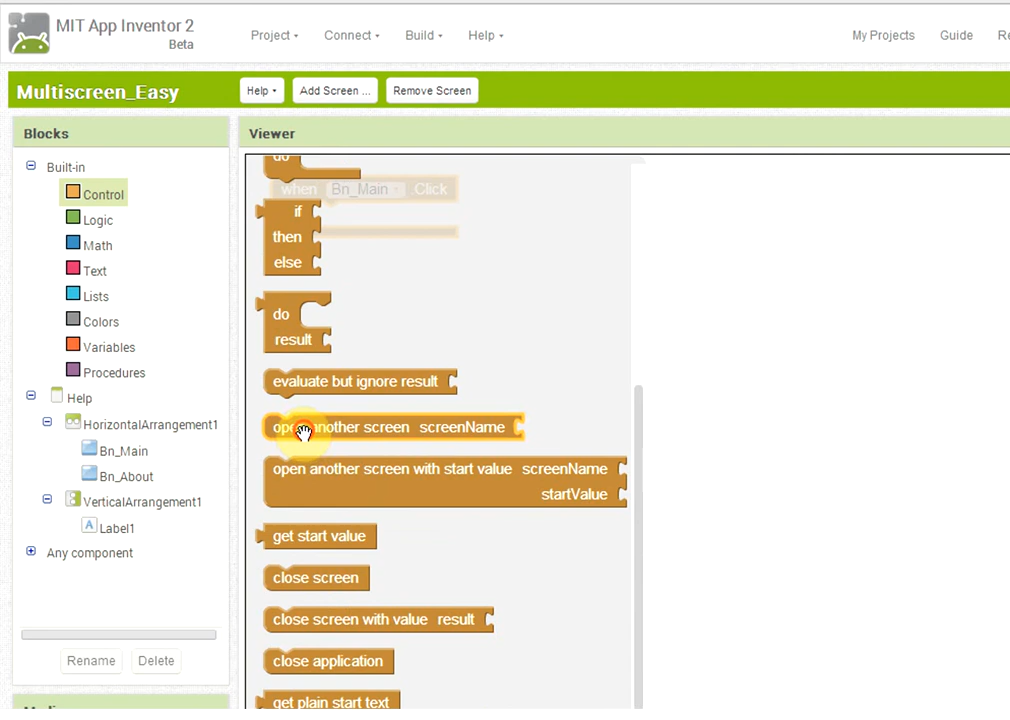 MIT App Inventor 2
Beta
Project
Connect
Build
Help
My Projects
Guide
Multiscreen_Easy
Help
Add Screen ...
Remove Screen
Blocks
Viewer
Built-in
Control
Logic
Math
Text
Lists
Colors
Variables
Procedures
Help
HorizontalArrangement1
Bn_Main
Bn_About
VerticalArrangement1
Label1
Any component
Rename
Delete
do
when Bn_Main .Click
if
then
else
do
result
evaluate but ignore result
open another screen screenName
open another screen with start value screenName
startValue
get start value
close screen
close screen with value result
close application
get plain start text